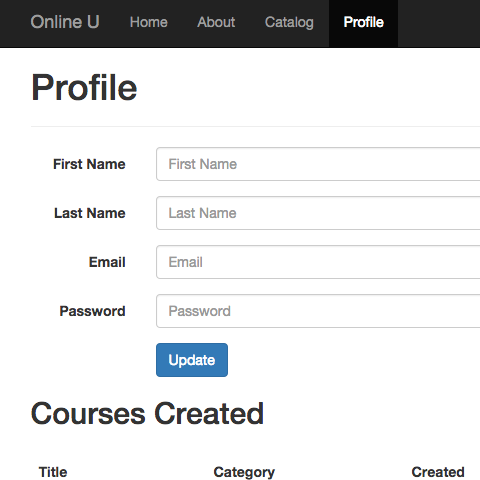 Online U Home About Catalog Profile
Profile
First Name First Name
Last Name Last Name
Email Email
Password Password
Update
Courses Created
Title Category Created